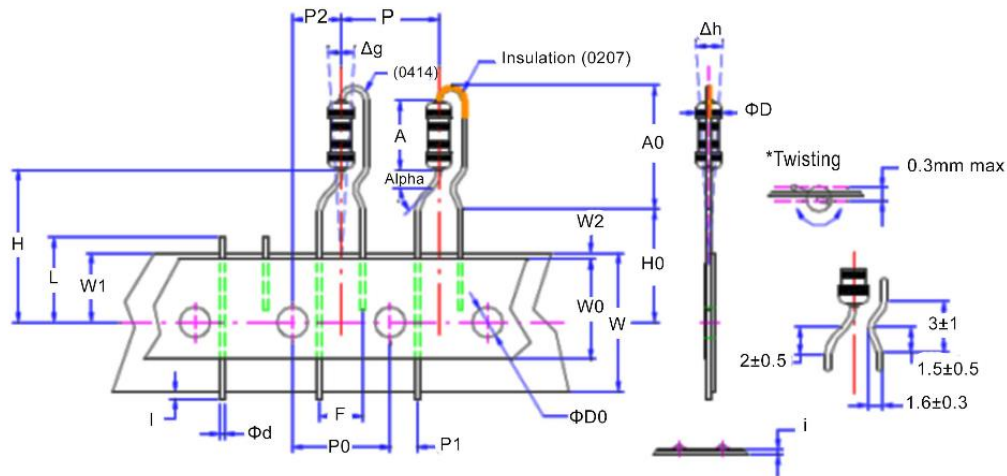 P2
P
Δg
(0414)
Insulation (0207)
Δh
ΦD
A
A0
*Twisting
0.3mm max
Alpha
H
L
W1
W2
W0
W
H0
3±1
2±0.5
1.5±0.5
1.6±0.3
I
Φd
F
P0
P1
ΦD0
i